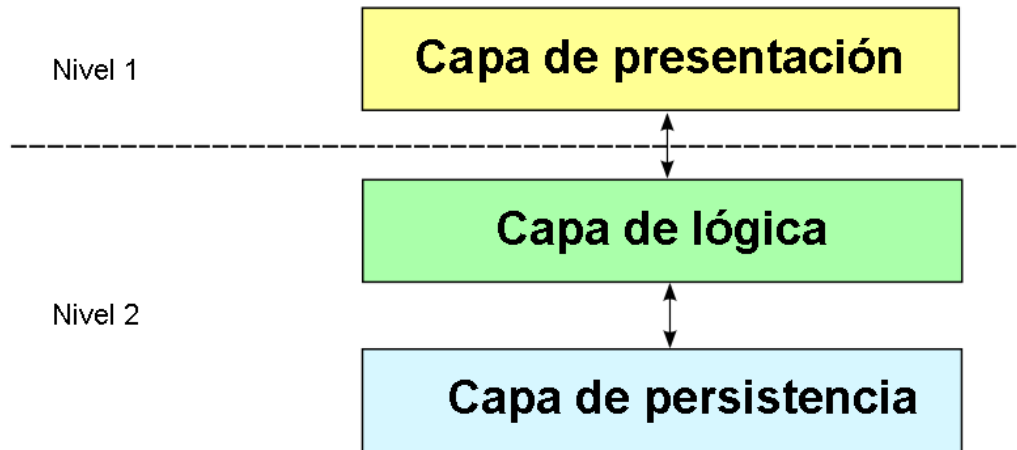 Nivel 1
Capa de presentación
Capa de lógica
Nivel 2
Capa de persistencia